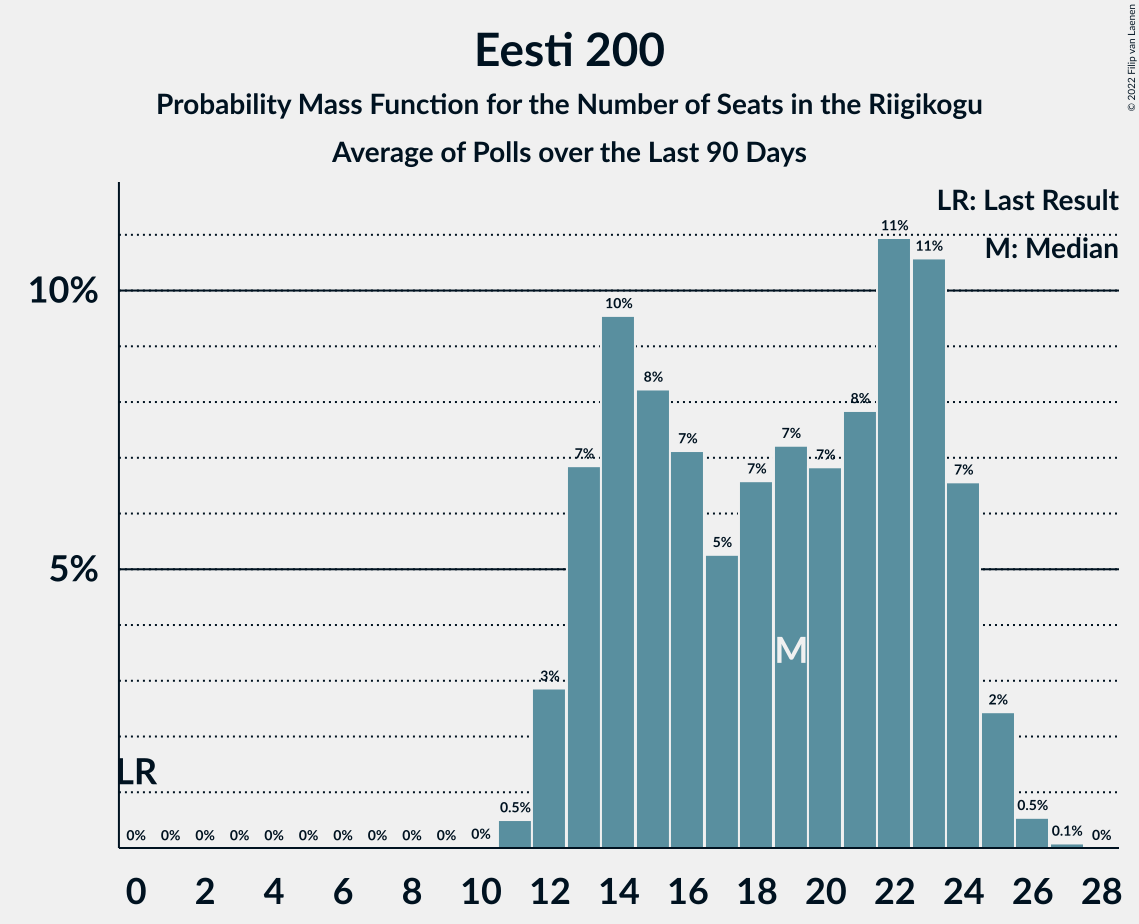 Eesti 200
Probability Mass Function for the Number of Seats in the Riigikogu
Average of Polls over the Last 90 Days
© 2022 Filip van Laenen
LR: Last Result
M: Median
10%
5%
0% 0% 0% 0% 0% 0% 0% 0% 0% 0% 0% 0.5% 3% 7% 10% 8% 7% 5% 7% 7% 7% 8% 11% 11% 7% 2% 0.5% 0.1% 0%
M
LR
0 2 4 6 8 10 12 14 16 18 20 22 24 26 28